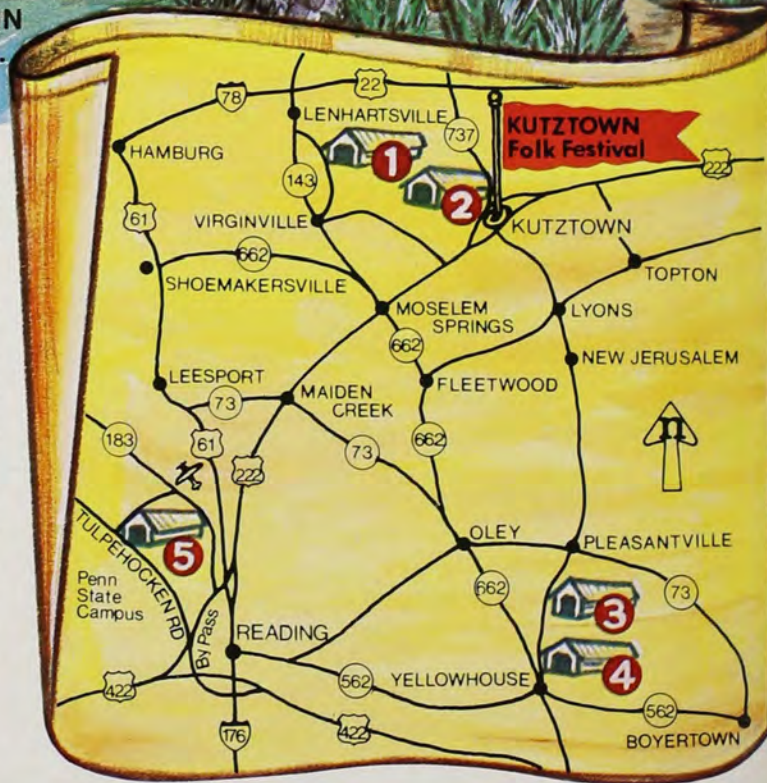 N
22
78
LENHARTSVILLE
737
KUTZTOWN
Folk Festival
HAMBURG
1
222
143
2
61
VIRGINVILLE
KUTZTOWN
662
TOPTON
SHOEMAKERSVILLE
MOSELEM
SPRINGS
LYONS
662
NEW JERUSALEM
LEESPORT
FLEETWOOD
73
MAIDEN
CREEK
n
183
61
662
222
73
OLEY
PLEASANTVILLE
5
TULPEHOCKEN RD
Penn
State
Campus
662
73
3
By Pass
READING
4
562
YELLOWHOUSE
422
562
176
422
BOYERTOWN